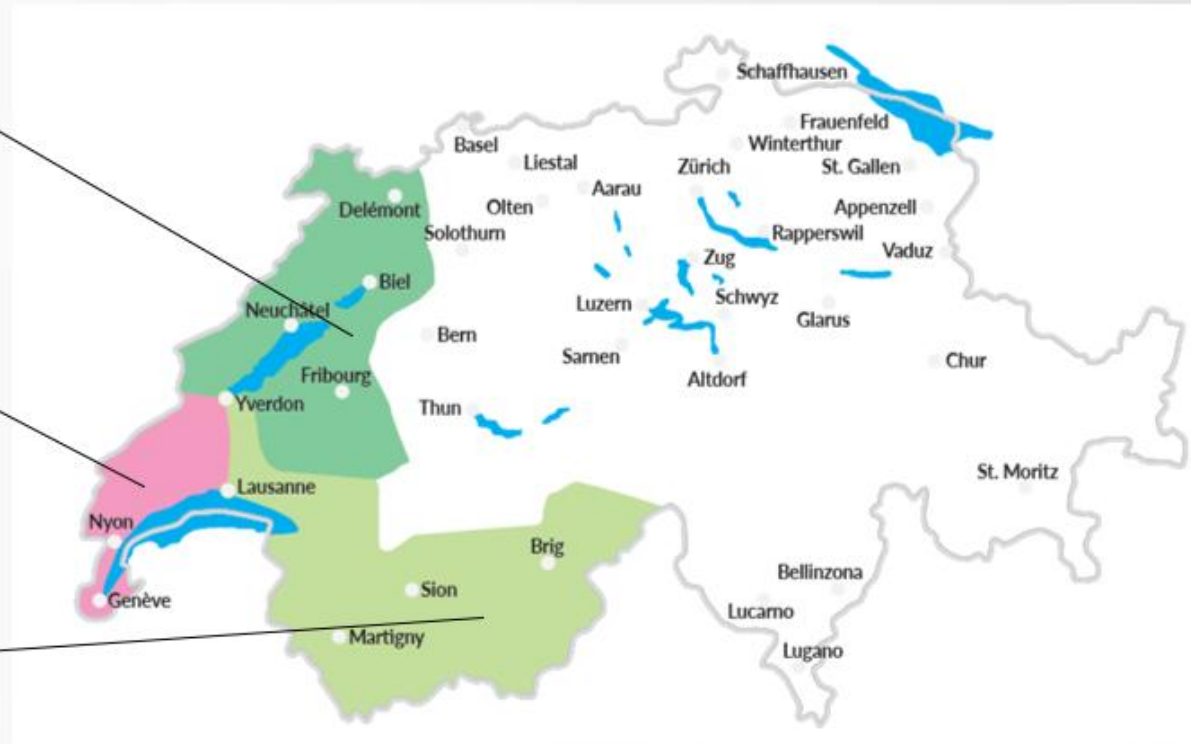 Schaffhausen
Frauenfeld
Winterthur
Basel
Liestal
Zürich
St. Gallen
Aarau
Olten
Delémont
Appenzell
Solothurn
Rapperswil
Vaduz
Zug
Biel
Schwyz
Luzern
Neuchâtel
Glarus
Bern
Sarnen
Chur
Altdorf
Fribourg
Yverdon
Thun
St. Moritz
Lausanne
Nyon
Brig
Bellinzona
Sion
Genève
Lucarno
Martigny
Lugano